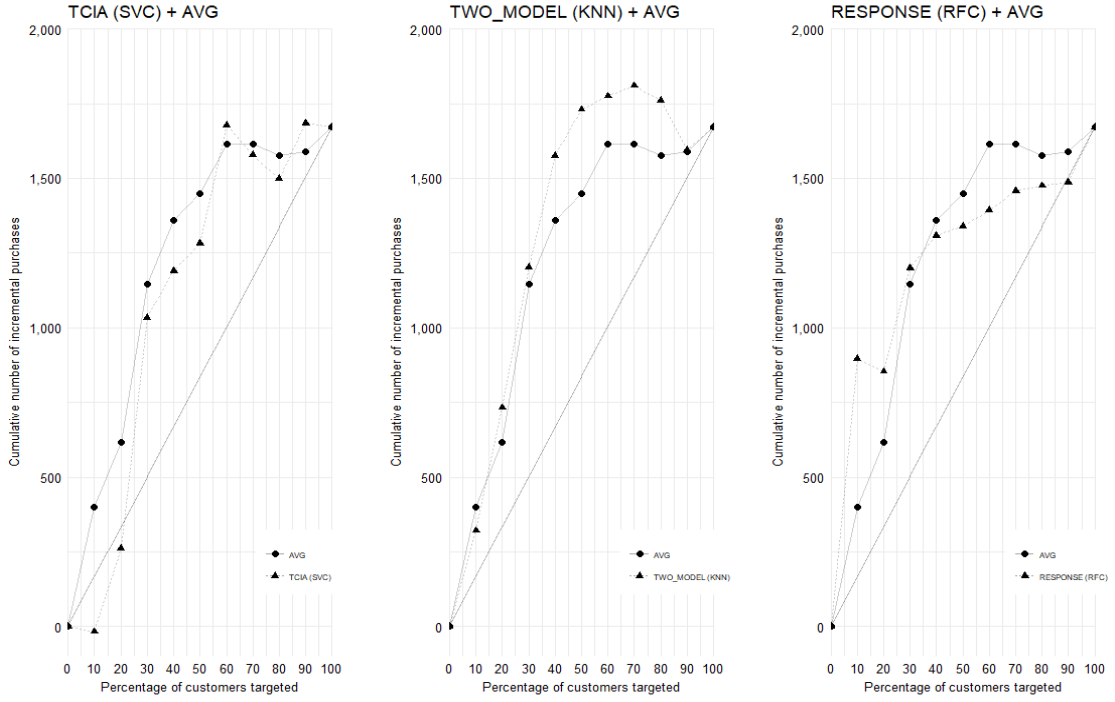 TCIA (SVC) + AVG
2,000
1,500
1,000
500
0
Cumulative number of incremental purchases
AVG
TCIA (SVC)
0 10 20 30 40 50 60 70 80 90 100
Percentage of customers targeted
TWO_MODEL (KNN) + AVG
2,000
1,500
1,000
500
0
Cumulative number of incremental purchases
AVG
TWO_MODEL (KNN)
0 10 20 30 40 50 60 70 80 90 100
Percentage of customers targeted
RESPONSE (RFC) + AVG
2,000
1,500
1,000
500
0
Cumulative number of incremental purchases
AVG
RESPONSE (RFC)
0 10 20 30 40 50 60 70 80 90 100
Percentage of customers targeted